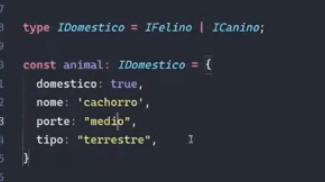 type IDomestico = IFelino | ICanino;
const animal: IDomestico = {
domestico: true,
nome: 'cachorro',
porte: "medio",
tipo: "terrestre",
}